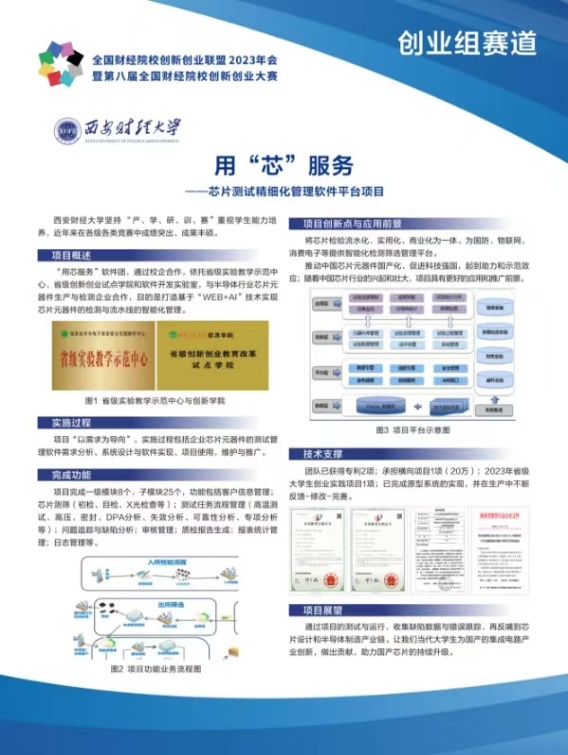 创业组赛道
全国财经院校创新创业联盟 2023年会
暨第八届全国财经院校创新创业大赛
西安财经大学
用“芯”服务
——芯片测试精细化管理软件平台项目
西安财经大学坚持 “产、学、研、训、赛”重视学生能力培
养，近年来在各级各类竞赛中成绩突出、成果丰硕。
项目概述
“用芯服务”软件团，通过校企合作，依托省级实验教学示范中
心、省级创新创业试点学院和软件开发实验室，与半导体行业芯片元
器件生产与检测企业合作，目的是打造基于“WEB+AI”技术实现
芯片元器件的检测与流水线的智能化管理。
省级实验教学示范中心
省级创新创业教育改革
试点学院
图1 省级实验教学示范中心与创新学院
实施过程
项目“以需求为导向”，实施过程包括企业芯片元器件的测试管
理软件需求分析、系统设计与软件实现、项目使用、维护与推广。
完成功能
项目完成一级模块8个，子模块25个，功能包括客户信息管理；
芯片测筛（初检、目检、X光检查等）；测试任务流程管理（高温测
试、高压、密封、DPA分析、失效分析、可靠性分析、专项分析
等）；问题追踪与缺陷分析；审核管理；质检报告生成；报表统计管
理；日志管理等。
入所检验流程
出所筛选
图2 项目功能业务流程图
项目创新点与应用前景
将芯片检验流水化、实用化、商业化为一体，为国防、物联网、
消费电子等提供智能化检测筛选管理平台。
推动中国芯片元器件国产化，促进科技强国，起到助力和示范效
应；随着中国芯片行业的兴起和壮大，项目具有更好的应用和推广前景。
图3 项目平台示意图
技术支撑
团队已获得专利2项；承担横向项目1项（20万）；2023年省级
大学生创业实践项目1项；已完成原型系统的实现，并在生产中不断
反馈-修改-完善。
项目展望
通过项目的测试与运行，收集缺陷数据与错误跟踪，再反哺到芯
片设计和半导体制造产业链，让我们当代大学生为国产的集成电路产
业创新，做出贡献，助力国产芯片的持续升级。